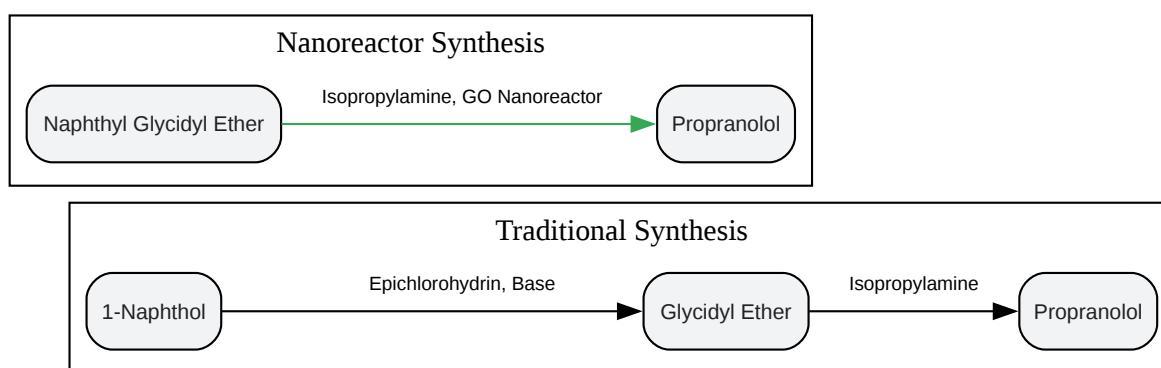 Nanoreactor Synthesis
Isopropylamine, GO Nanoreactor
Naphthyl Glycidyl Ether
Propranolol
Traditional Synthesis
Epichlorohydrin, Base
Isopropylamine
1-Naphthol
Glycidyl Ether
Propranolol